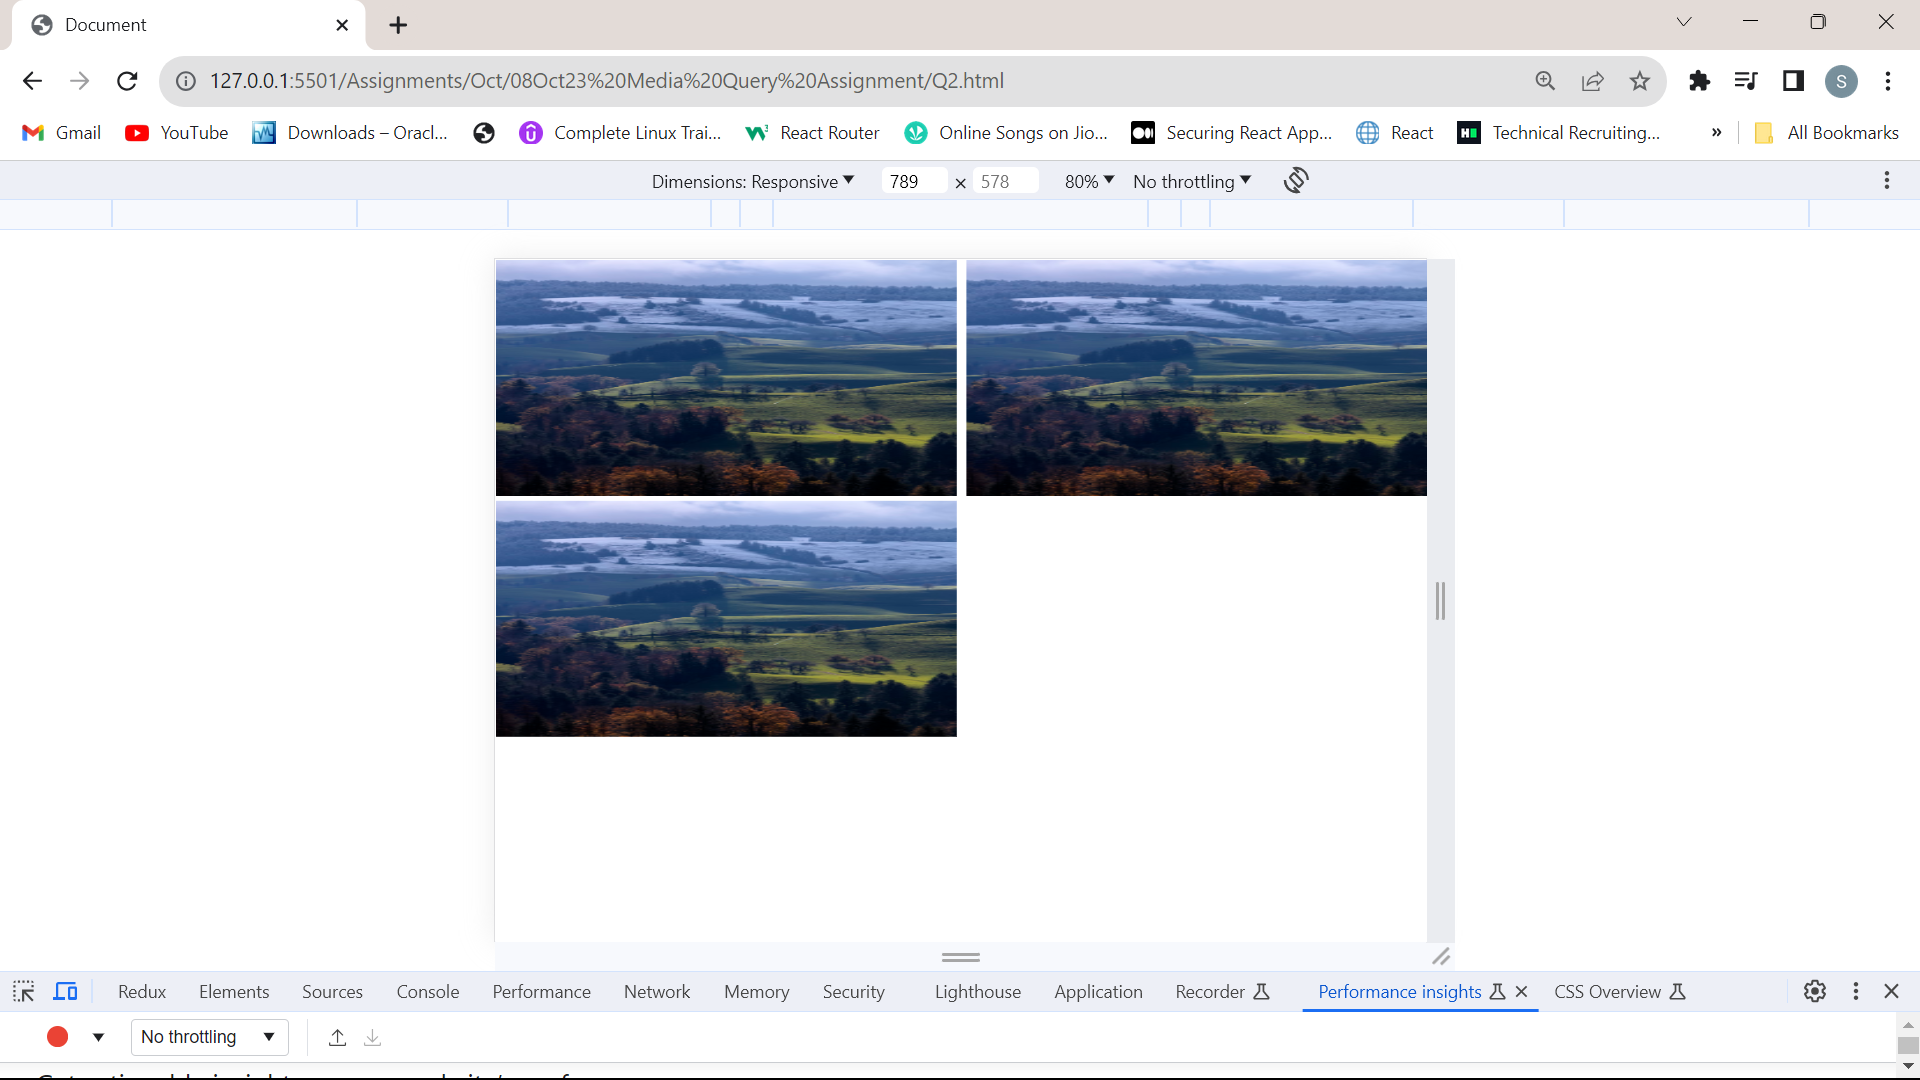 Document
127.0.0.1:5501/Assignments/Oct/08Oct23%20Media%20Query%20Assignment/Q2.html
S
Gmail YouTube Downloads – Oracl... Complete Linux Trai... React Router Online Songs on Jio... Securing React App... React Technical Recruiting... » All Bookmarks
Dimensions: Responsive 789 × 578 80% No throttling
Redux Elements Sources Console Performance Network Memory Security Lighthouse Application Recorder Performance insights CSS Overview
No throttling